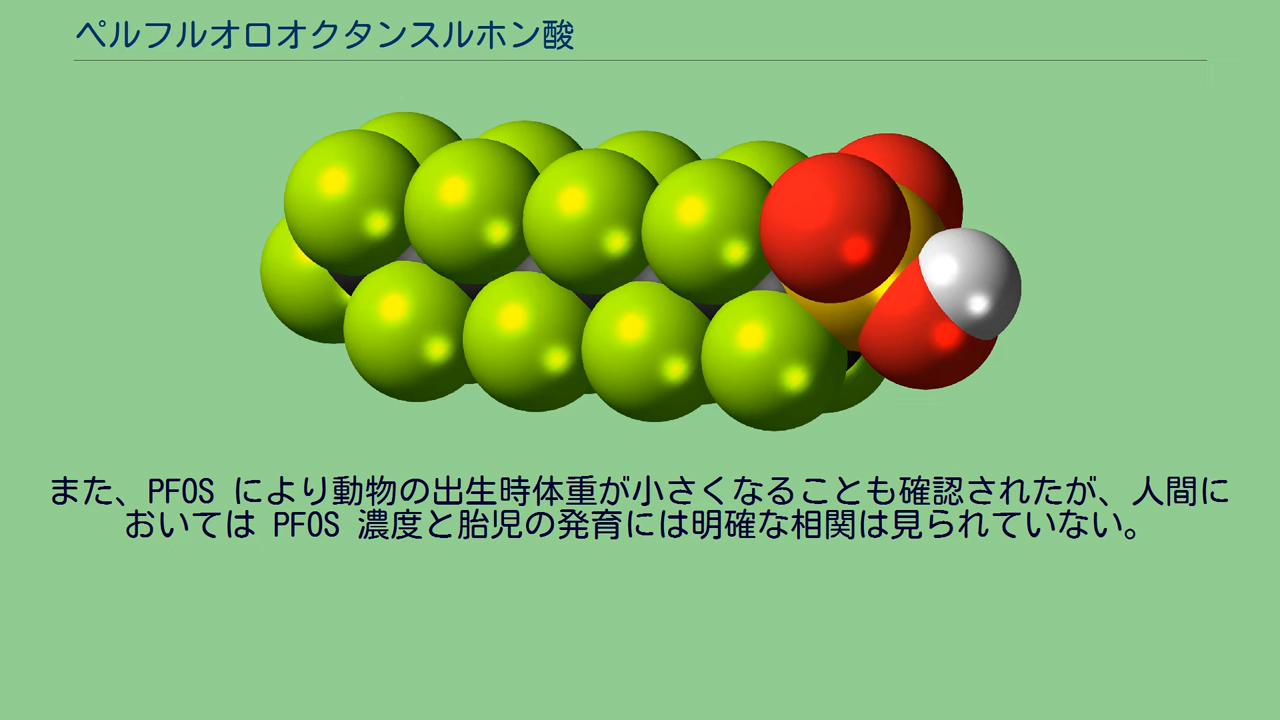 ペルフルオロオクタンスルホン酸
また、PFOS により動物の出生時体重が小さくなることも確認されたが、人間に
おいては PFOS 濃度と胎児の発育には明確な相関は見られていない。